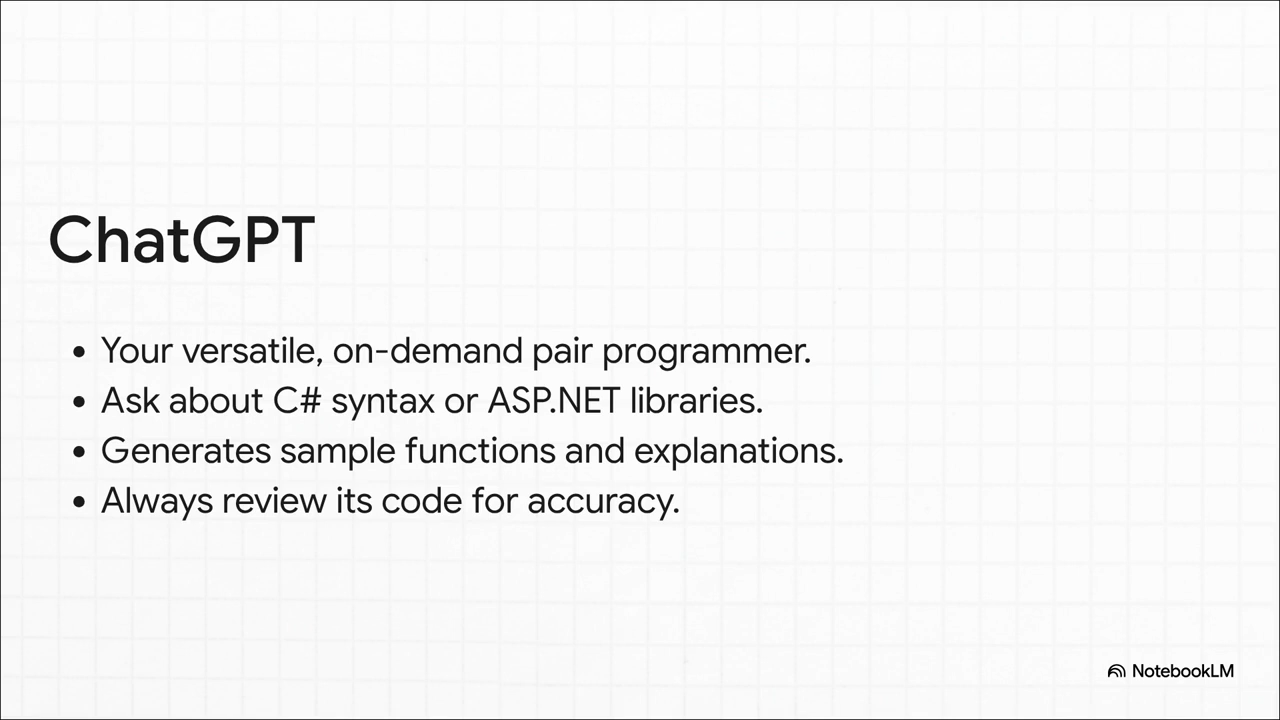 ChatGPT
• Your versatile, on-demand pair programmer.
• Ask about C# syntax or ASP.NET libraries.
• Generates sample functions and explanations.
• Always review its code for accuracy.
NotebookLM